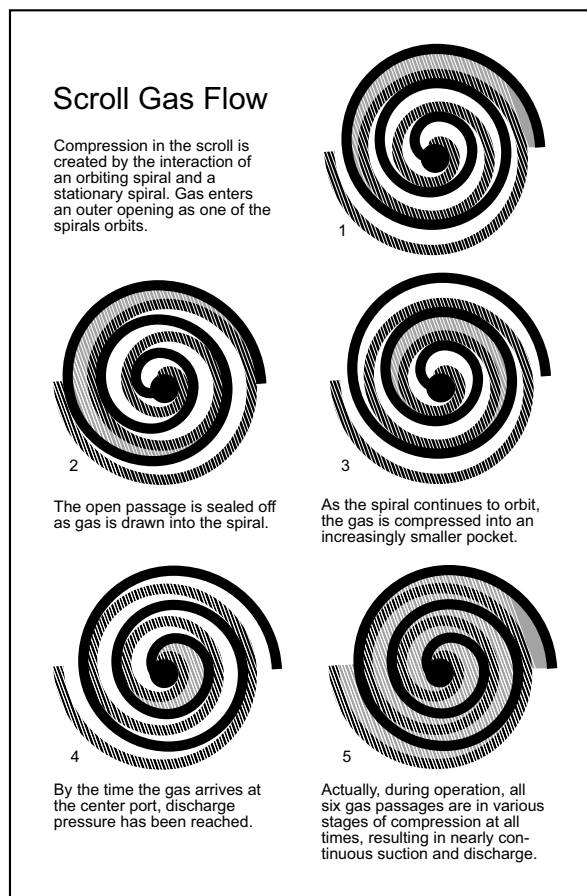 Scroll Gas Flow
Compression in the scroll is
created by the interaction of
an orbiting spiral and a
stationary spiral. Gas enters
an outer opening as one of the
spirals orbits.
1
2
The open passage is sealed off
as gas is drawn into the spiral.
3
As the spiral continues to orbit,
the gas is compressed into an
increasingly smaller pocket.
4
By the time the gas arrives at
the center port, discharge
pressure has been reached.
5
Actually, during operation, all
six gas passages are in various
stages of compression at all
times, resulting in nearly con-
tinuous suction and discharge.